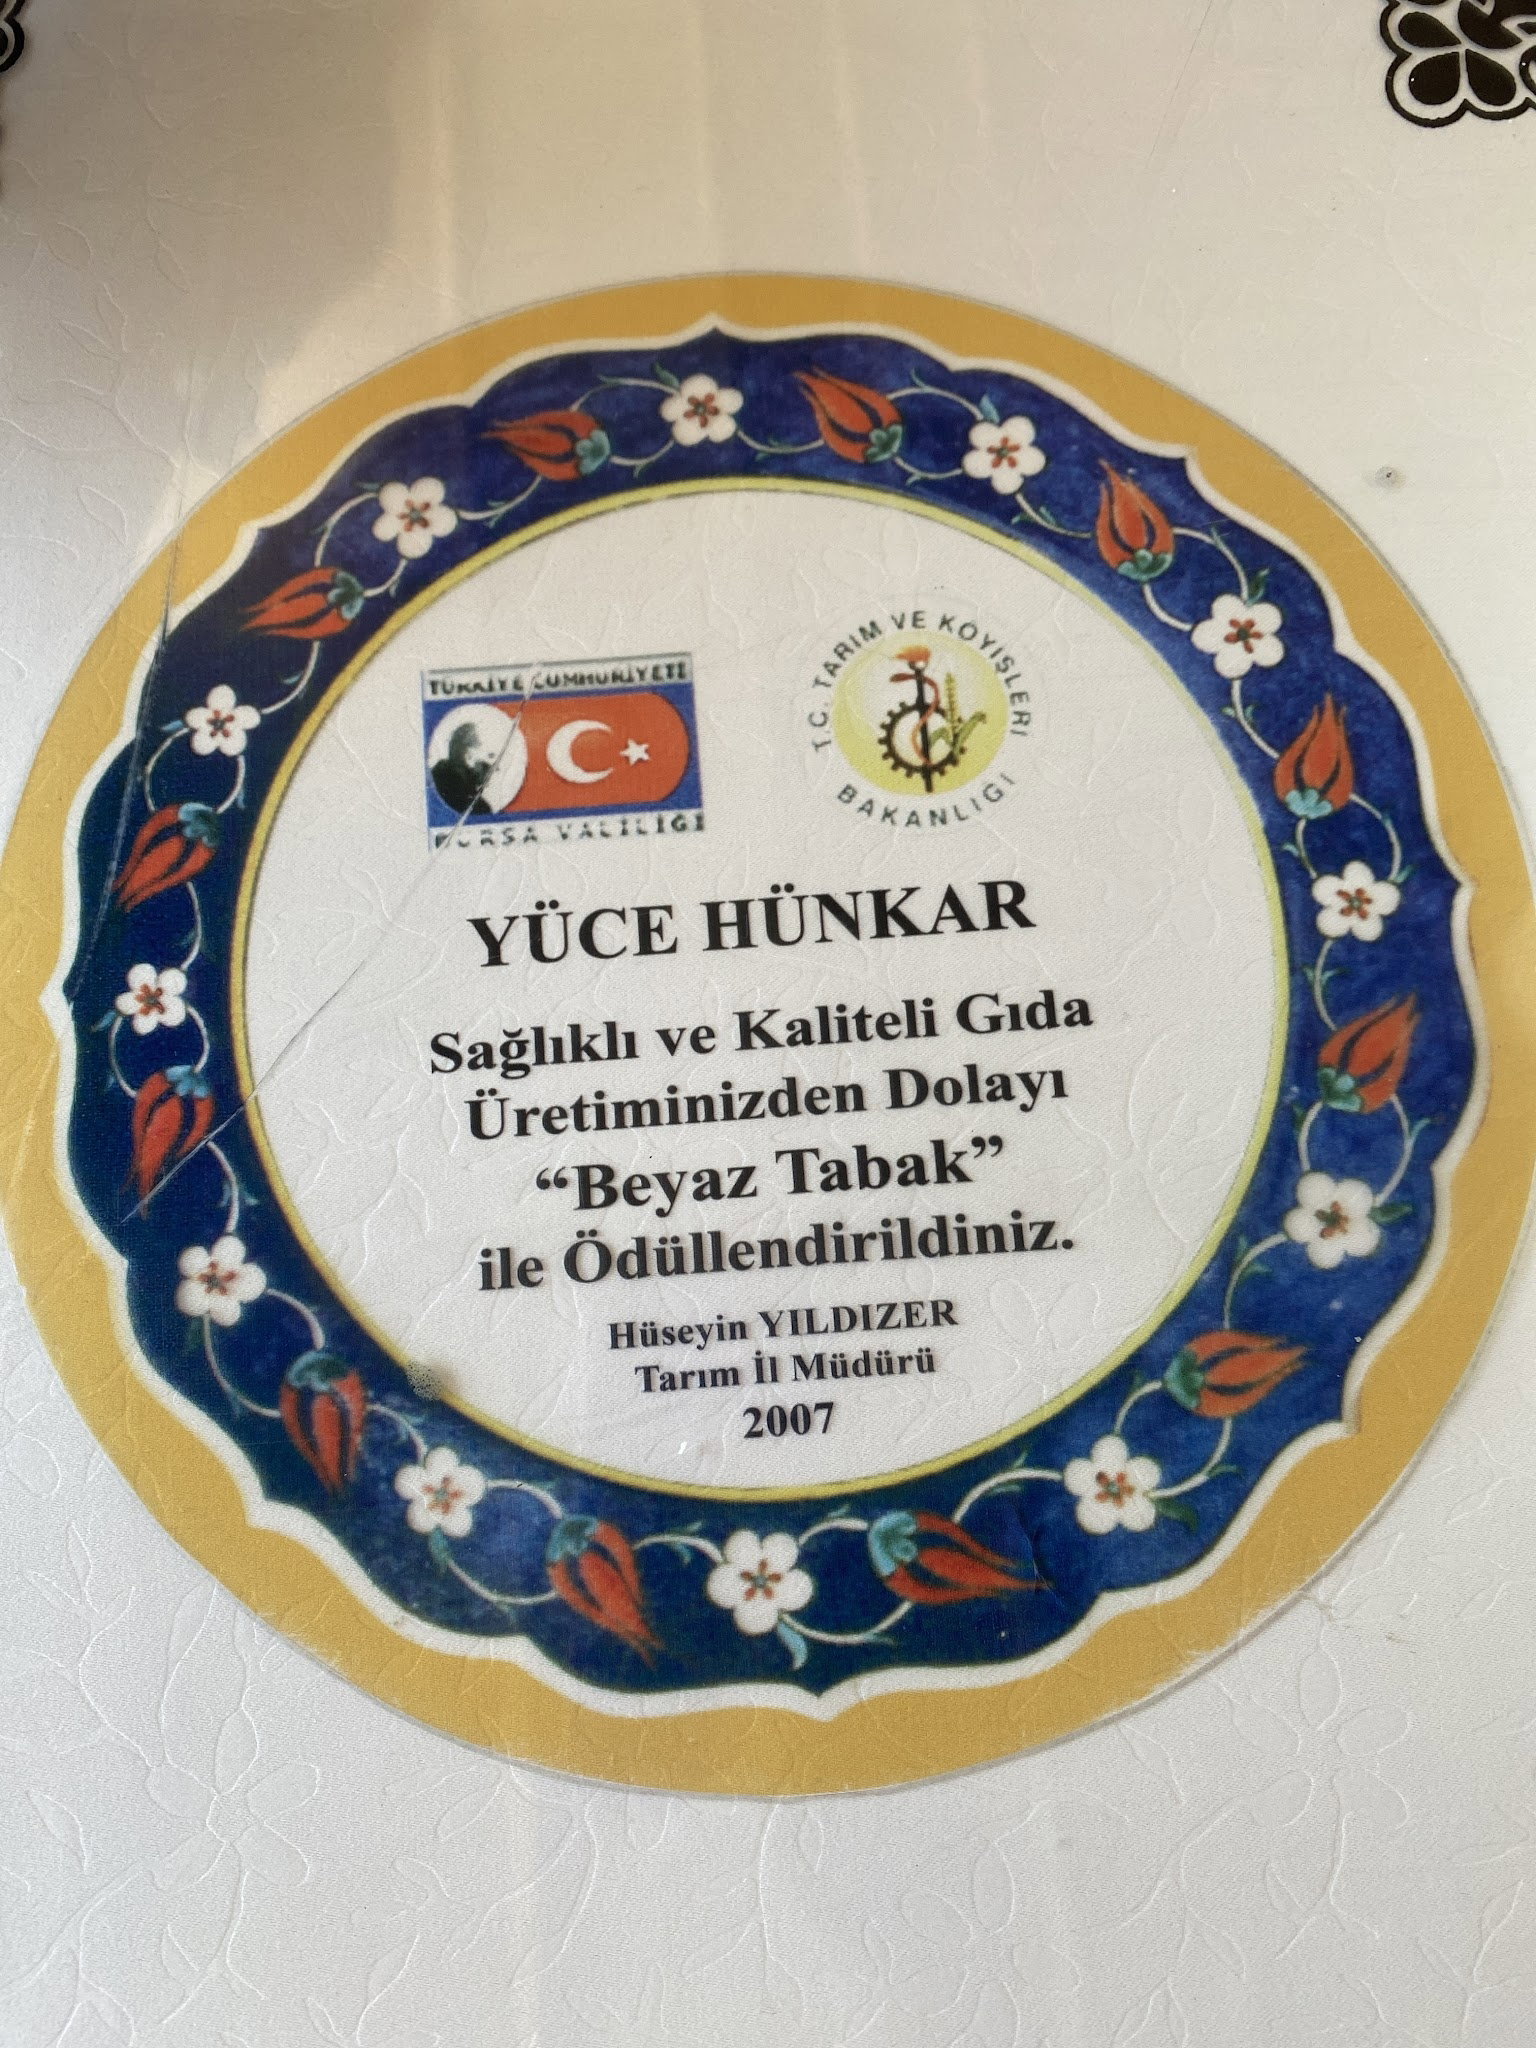 TÜRKİYE CUMHURİYETİ
BURSA VALİLİĞİ
T.C. TARIM VE KÖYİŞLERİ
BAKANLIĞI
YÜCE HÜNKAR
Sağlıklı ve Kaliteli Gıda
Üretiminizden Dolayı
“Beyaz Tabak”
ile Ödüllendirildiniz.
Hüseyin YILDIZER
Tarım İl Müdürü
2007